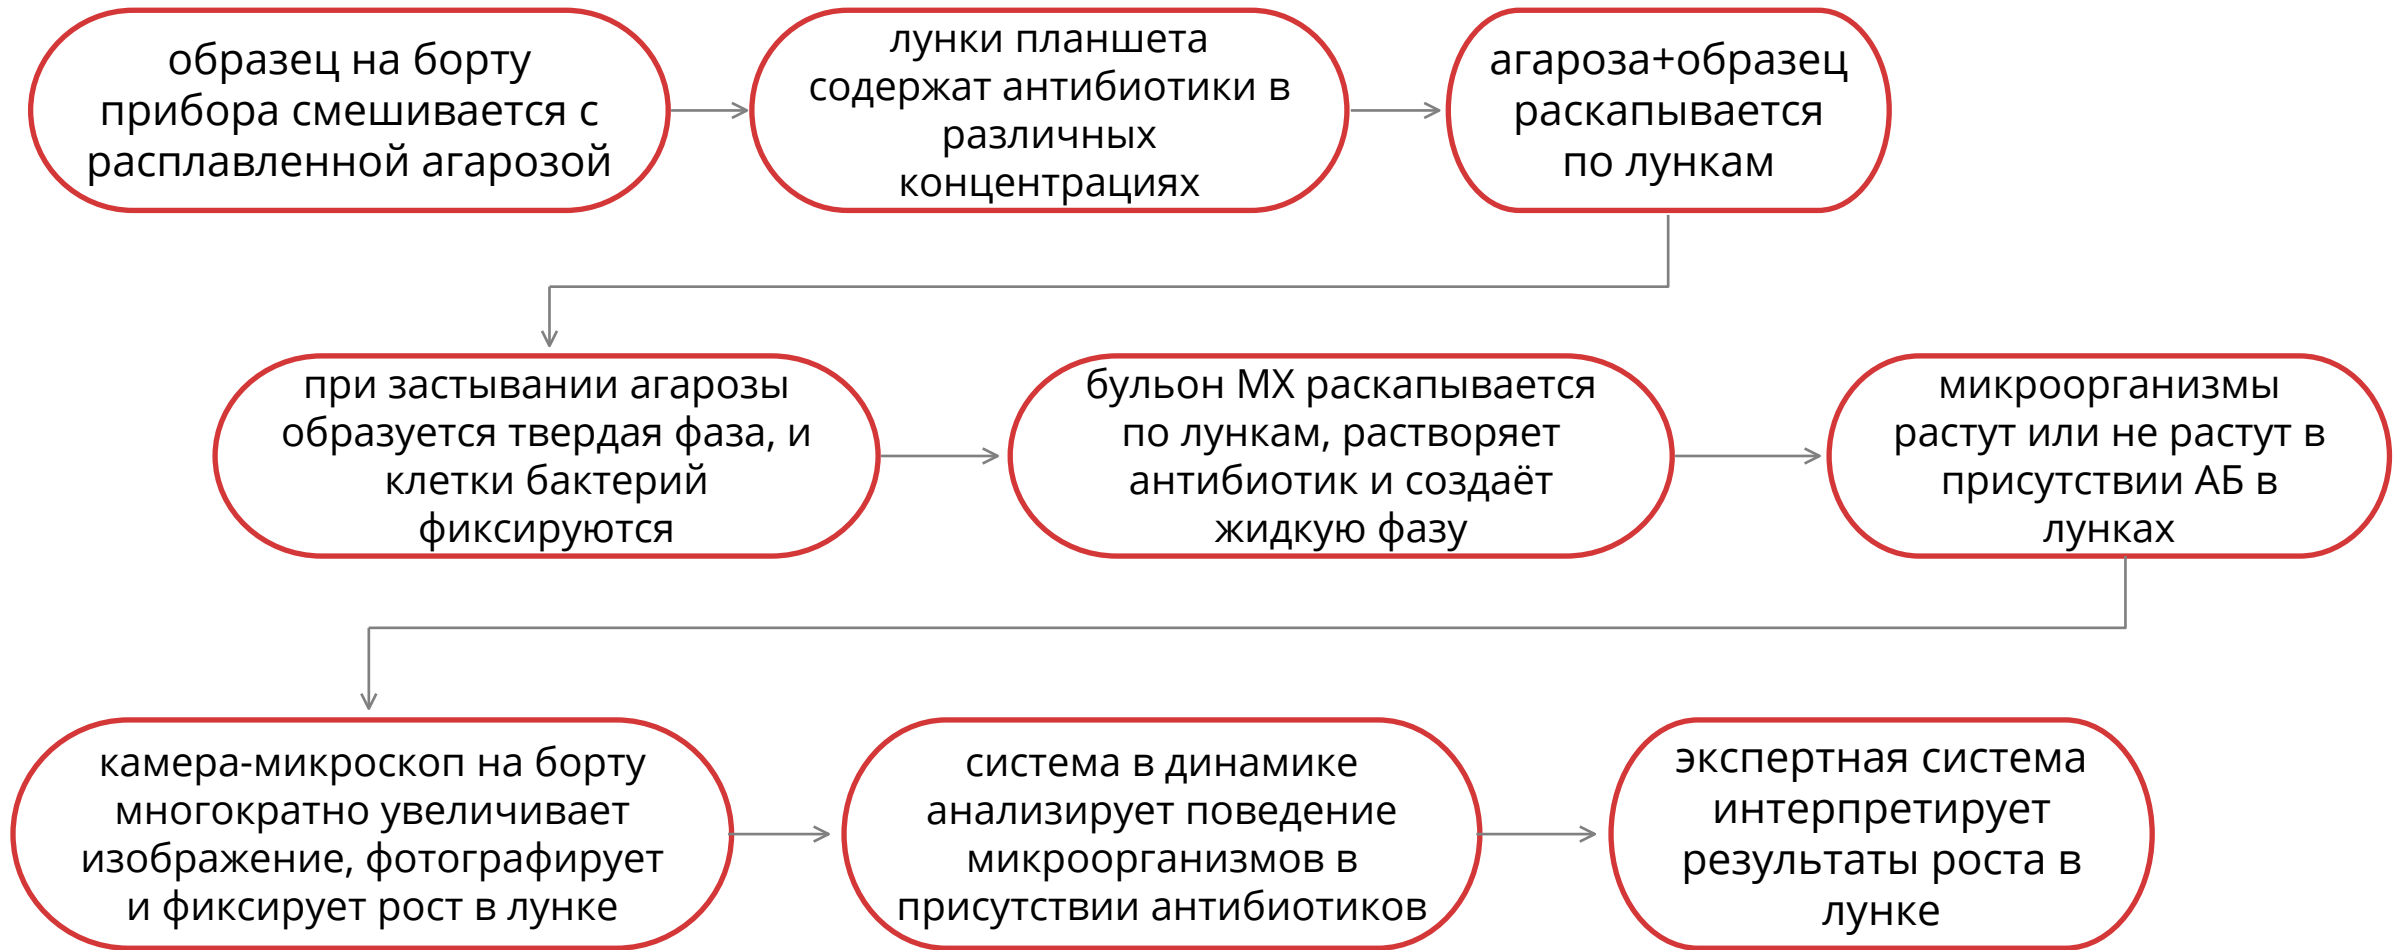 образец на борту
прибора смешивается с
расплавленной агарозой
лунки планшета
содержат антибиотики в
различных
концентрациях
агароза+образец
раскапывается
по лункам
при застывании агарозы
образуется твердая фаза, и
клетки бактерий
фиксируются
бульон МХ раскапывается
по лункам, растворяет
антибиотик и создаёт
жидкую фазу
микроорганизмы
растут или не растут в
присутствии АБ в
лунках
камера-микроскоп на борту
многократно увеличивает
изображение, фотографирует
и фиксирует рост в лунке
система в динамике
анализирует поведение
микроорганизмов в
присутствии антибиотиков
экспертная система
интерпретирует
результаты роста в
лунке